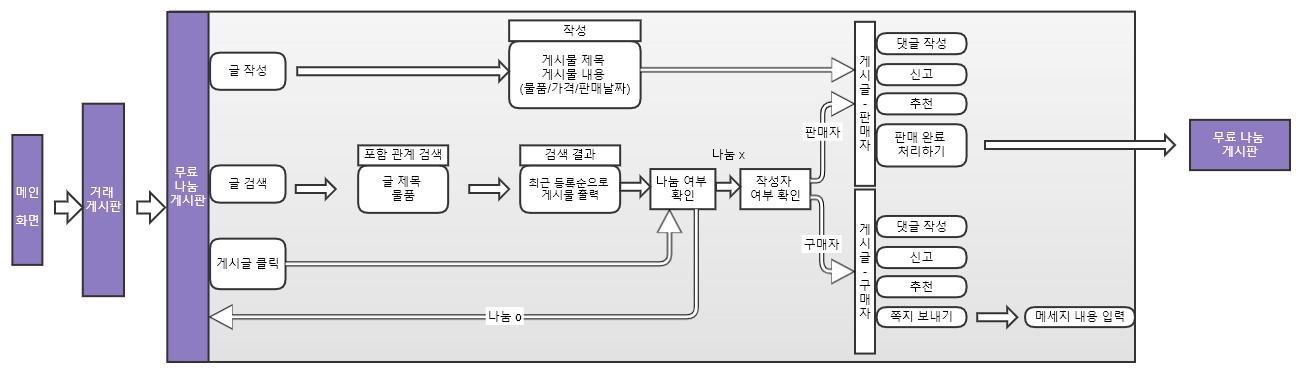 메인
화면
거래
게시판
무료
나눔
게시판
글 작성
작성
게시물 제목
게시물 내용
(물품/가격/판매날짜)
글 검색
포함 관계 검색
글 제목
물품
검색 결과
최근 등록순으로
게시물 출력
나눔 여부
확인
나눔 x
작성자
여부 확인
판매자
구매자
게시글 클릭
나눔 o
게시글-판매자
댓글 작성
신고
추천
판매 완료
처리하기
게시글-구매자
댓글 작성
신고
추천
쪽지 보내기
메세지 내용 입력
무료 나눔
게시판